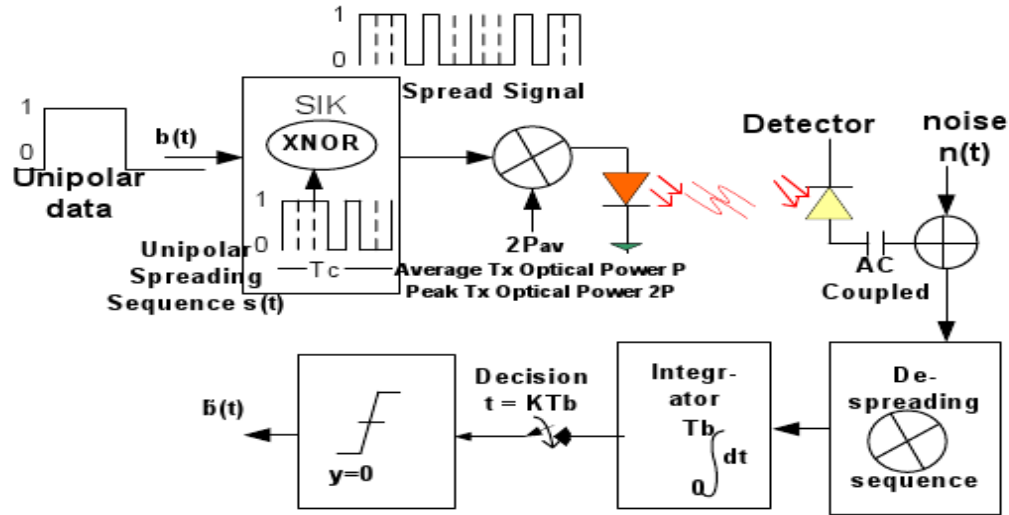 1
0
Spread Signal
1
0
Unipolar
data
b(t)
SIK
XNOR
1
0
Tc
Unipolar
Spreading
Sequence s(t)
2Pav
Average Tx Optical Power P
Peak Tx Optical Power 2P
Detector
noise
n(t)
AC
Coupled
De-
spreading
sequence
Integr-
ator
Tb
dt
0
Decision
t = KTb
y=0
b̄(t)